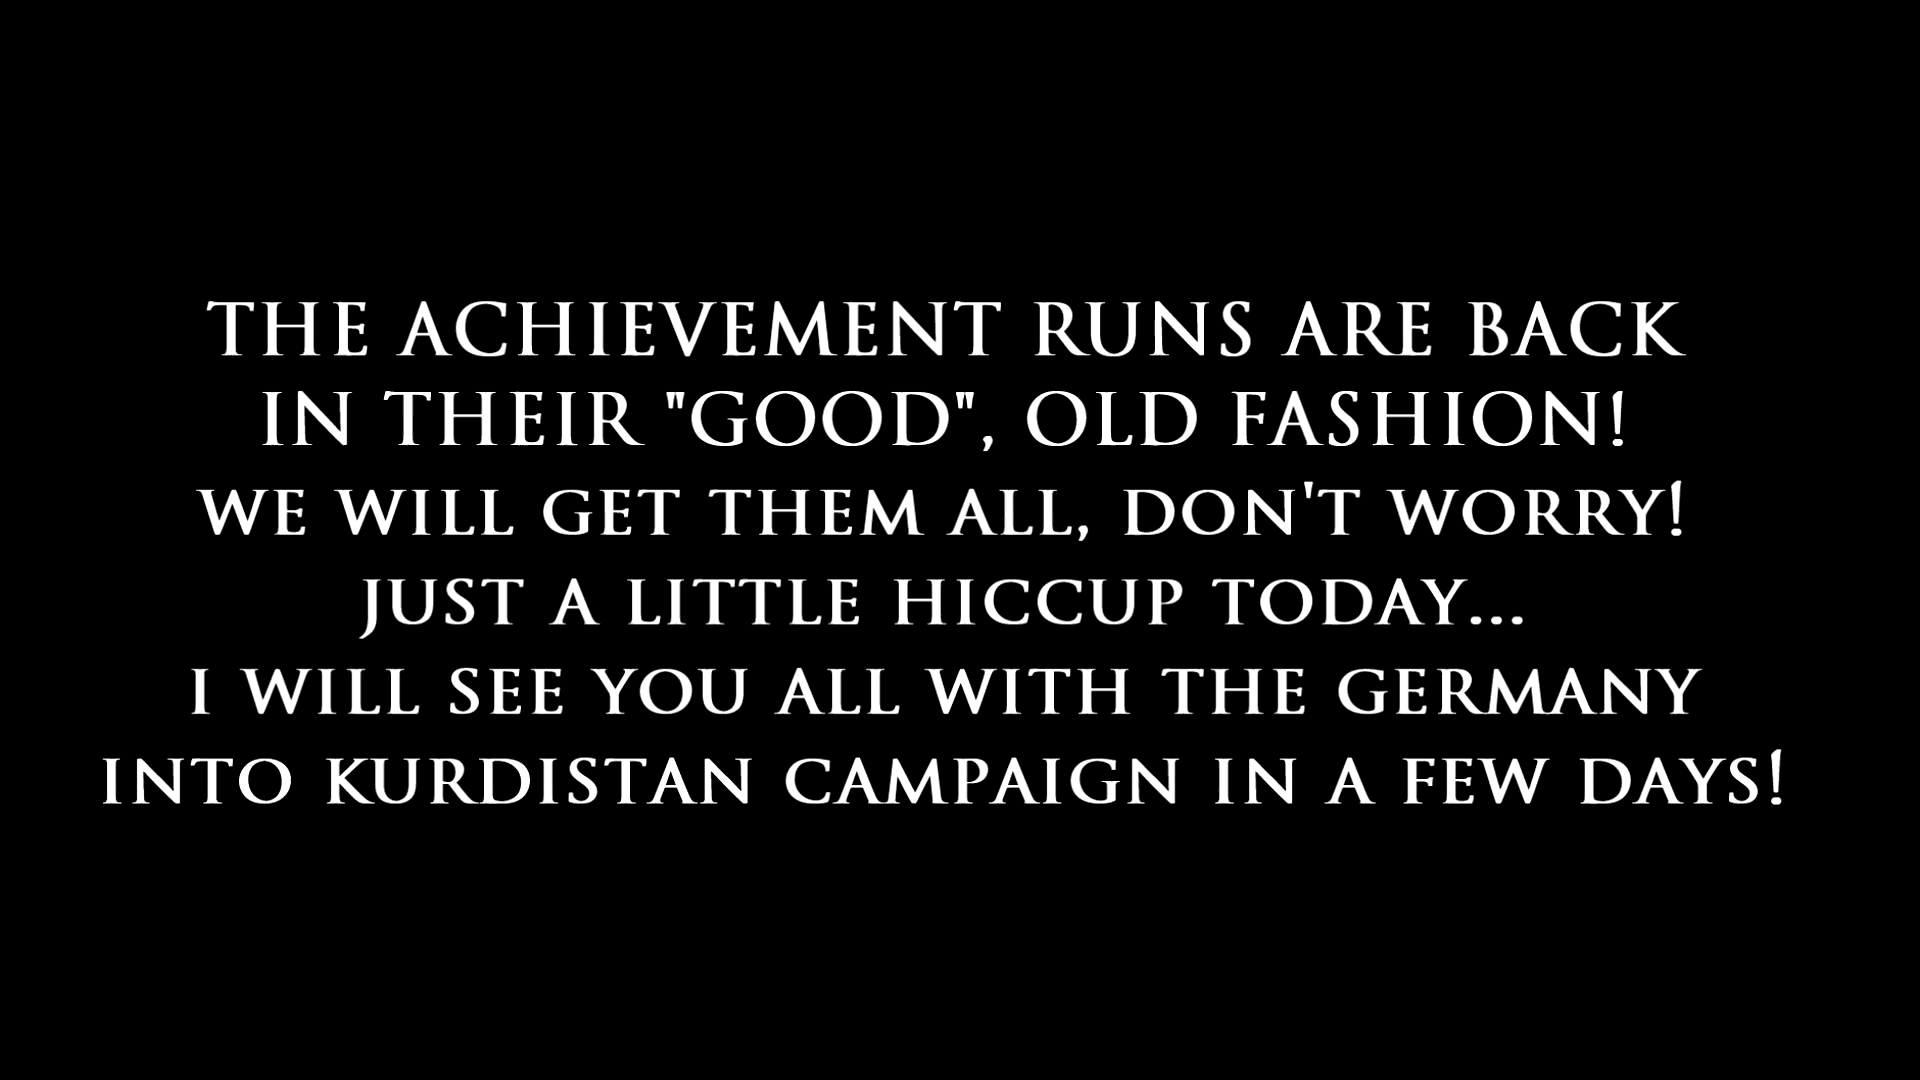 THE ACHIEVEMENT RUNS ARE BACK
IN THEIR "GOOD", OLD FASHION!
WE WILL GET THEM ALL, DON'T WORRY!
JUST A LITTLE HICCUP TODAY...
I WILL SEE YOU ALL WITH THE GERMANY
INTO KURDISTAN CAMPAIGN IN A FEW DAYS!